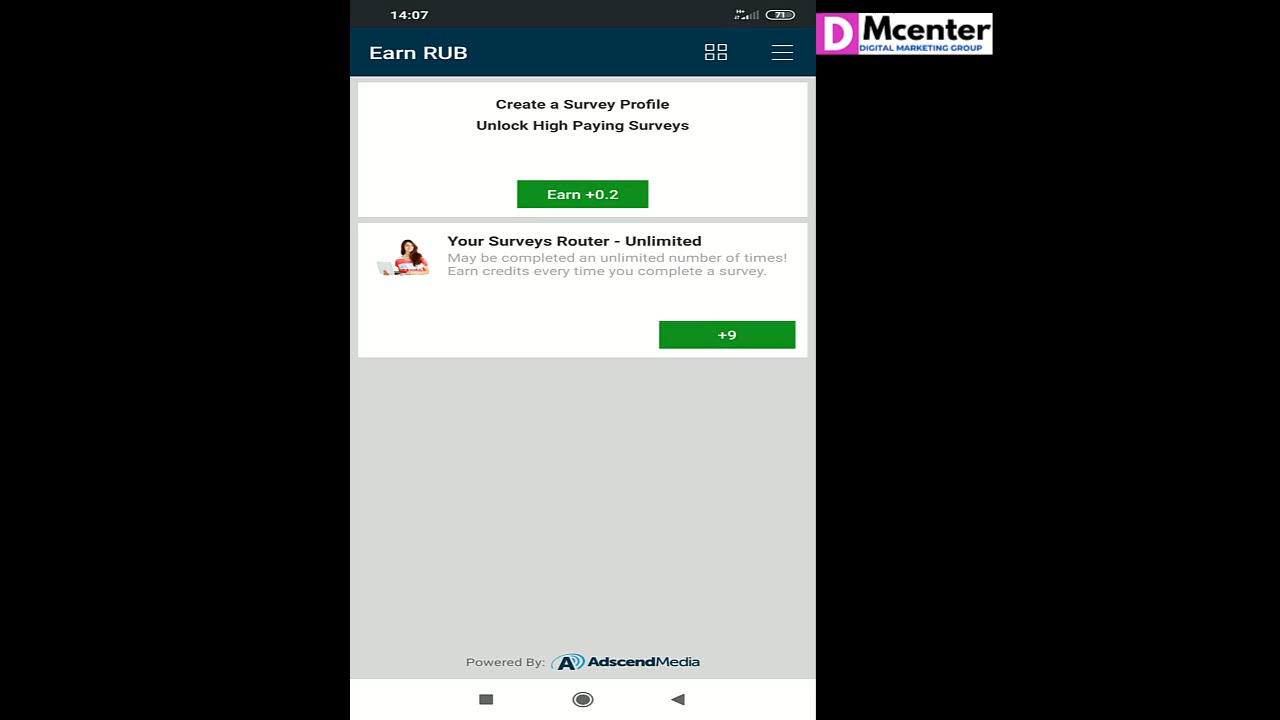 14:07
H+
71
D Mcenter
DIGITAL MARKETING GROUP
Earn RUB
Create a Survey Profile
Unlock High Paying Surveys
Earn +0.2
Your Surveys Router - Unlimited
May be completed an unlimited number of times!
Earn credits every time you complete a survey.
+9
Powered By: AdscendMedia